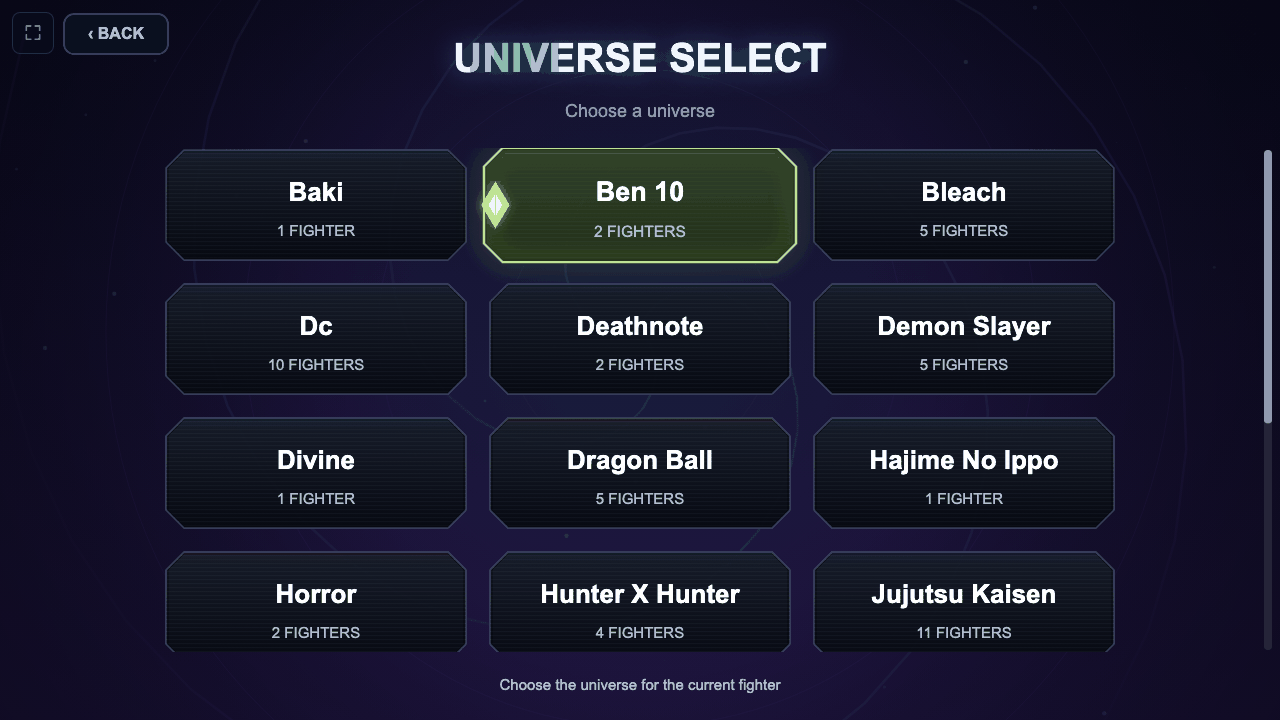 ‹ BACK
UNIVERSE SELECT
Choose a universe
Baki
1 FIGHTER
Ben 10
2 FIGHTERS
Bleach
5 FIGHTERS
Dc
10 FIGHTERS
Deathnote
2 FIGHTERS
Demon Slayer
5 FIGHTERS
Divine
1 FIGHTER
Dragon Ball
5 FIGHTERS
Hajime No Ippo
1 FIGHTER
Horror
2 FIGHTERS
Hunter X Hunter
4 FIGHTERS
Jujutsu Kaisen
11 FIGHTERS
Choose the universe for the current fighter